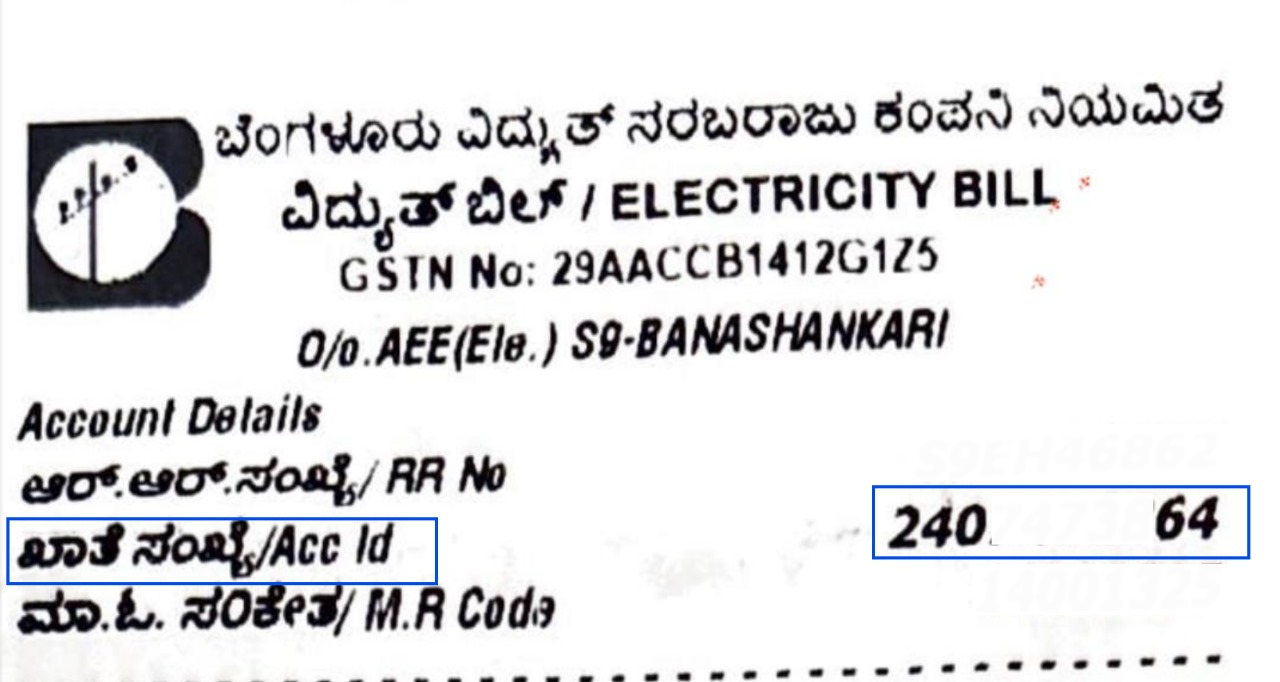 ಬೆಂಗಳೂರು ವಿದ್ಯುತ್ ಸರಬರಾಜು ಕಂಪನಿ ನಿಯಮಿತ
ವಿದ್ಯುತ್ ಬಿಲ್ / ELECTRICITY BILL
GSTN No: 29AACCB1412G1Z5
O/o.AEE(Ele.) S9-BANASHANKARI
Account Details
ಆರ್.ಆರ್.ಸಂಖ್ಯೆ/ RR No
ಖಾತೆ ಸಂಖ್ಯೆ/Acc Id 240 64
ಮಾ.ಓ. ಸಂಕೇತ/ M.R Code